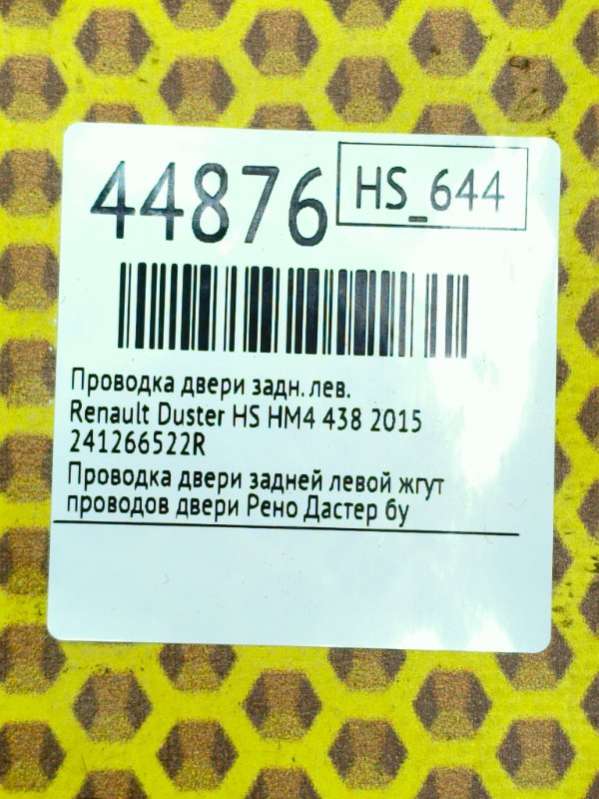 44876 HS_644
Проводка двери задн. лев.
Renault Duster HS HM4 438 2015
241266522R
Проводка двери задней левой жгут
проводов двери Рено Дастер бу